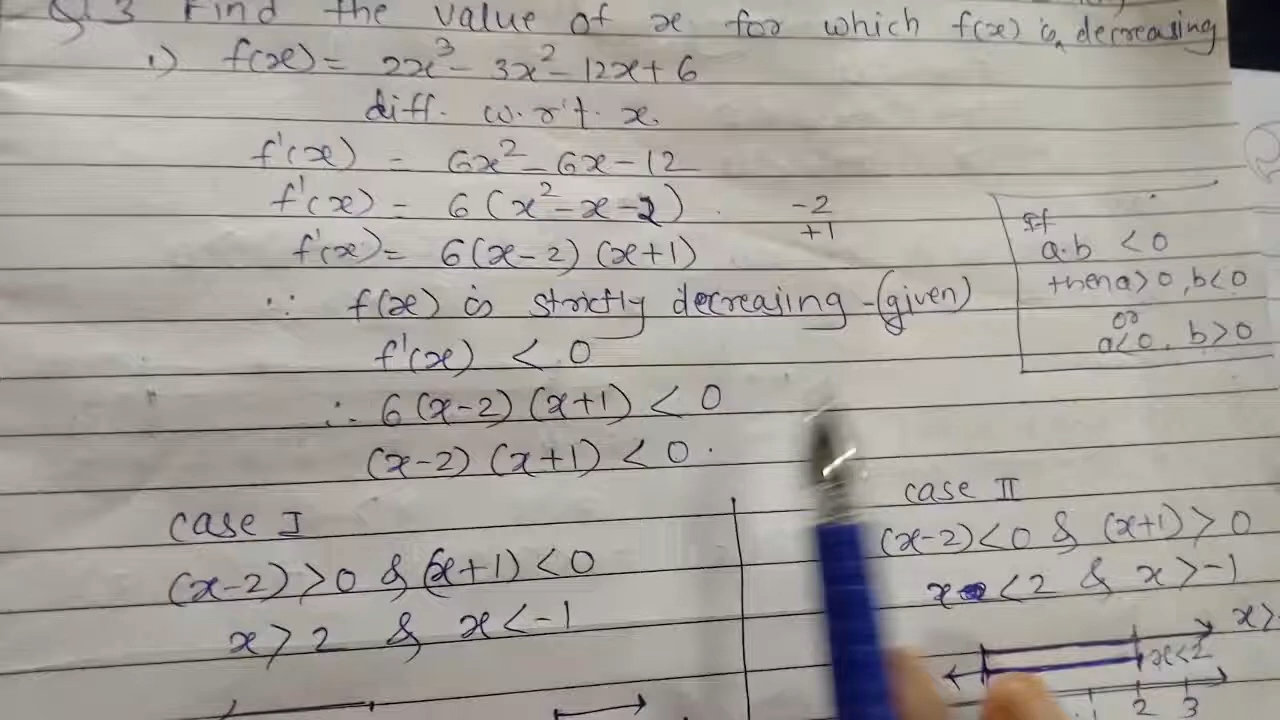 Q.3 Find the value of x for which f(x) is decreasing
1) f(x) = 2x³ - 3x² - 12x + 6
diff. w.r.t. x.
f'(x) = 6x² - 6x - 12
f'(x) = 6(x² - x - 2)
-2
+1
f'(x) = 6(x-2) (x+1)
∵ f(x) is strictly decreasing - (given)
f'(x) < 0
∴ 6(x-2) (x+1) < 0
(x-2) (x+1) < 0.
If
a.b < 0
then a>0, b<0
or
a<0, b>0
case I
(x-2) > 0 & (x+1) < 0
x > 2 & x < -1
case II
(x-2) < 0 & (x+1) > 0
x < 2 & x > -1
x >
x < 2
1 2 3